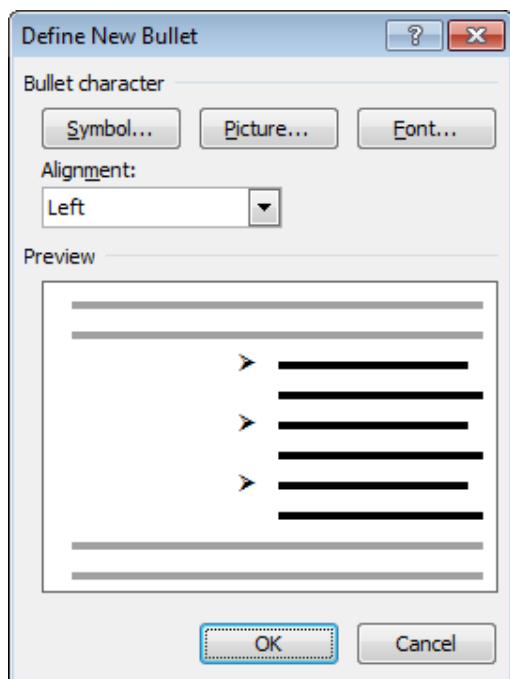 Define New Bullet ?
Bullet character
Symbol... Picture... Font...
Alignment:
Left
Preview
OK Cancel